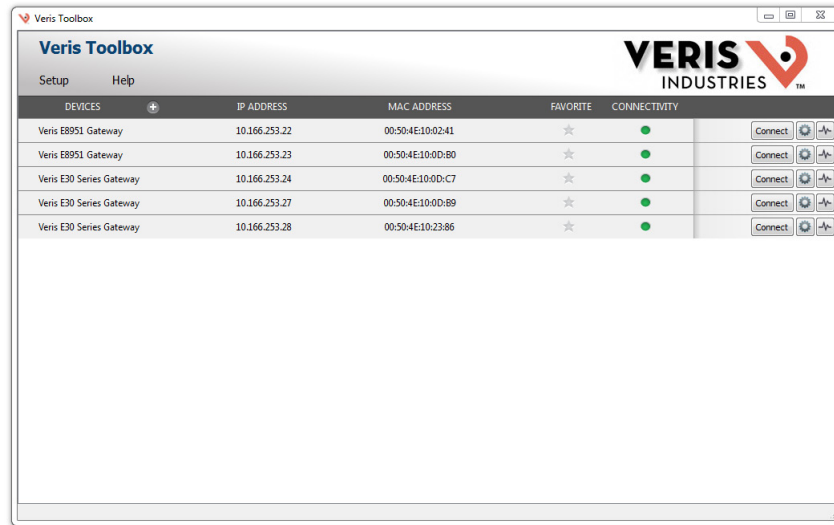 Veris Toolbox
Veris Toolbox
VERIS
INDUSTRIES ™
Setup Help
DEVICES IP ADDRESS MAC ADDRESS FAVORITE CONNECTIVITY
Veris E8951 Gateway 10.166.253.22 00:50:4E:10:02:41 Connect
Veris E8951 Gateway 10.166.253.23 00:50:4E:10:0D:B0 Connect
Veris E30 Series Gateway 10.166.253.24 00:50:4E:10:0D:C7 Connect
Veris E30 Series Gateway 10.166.253.27 00:50:4E:10:0D:B9 Connect
Veris E30 Series Gateway 10.166.253.28 00:50:4E:10:23:86 Connect